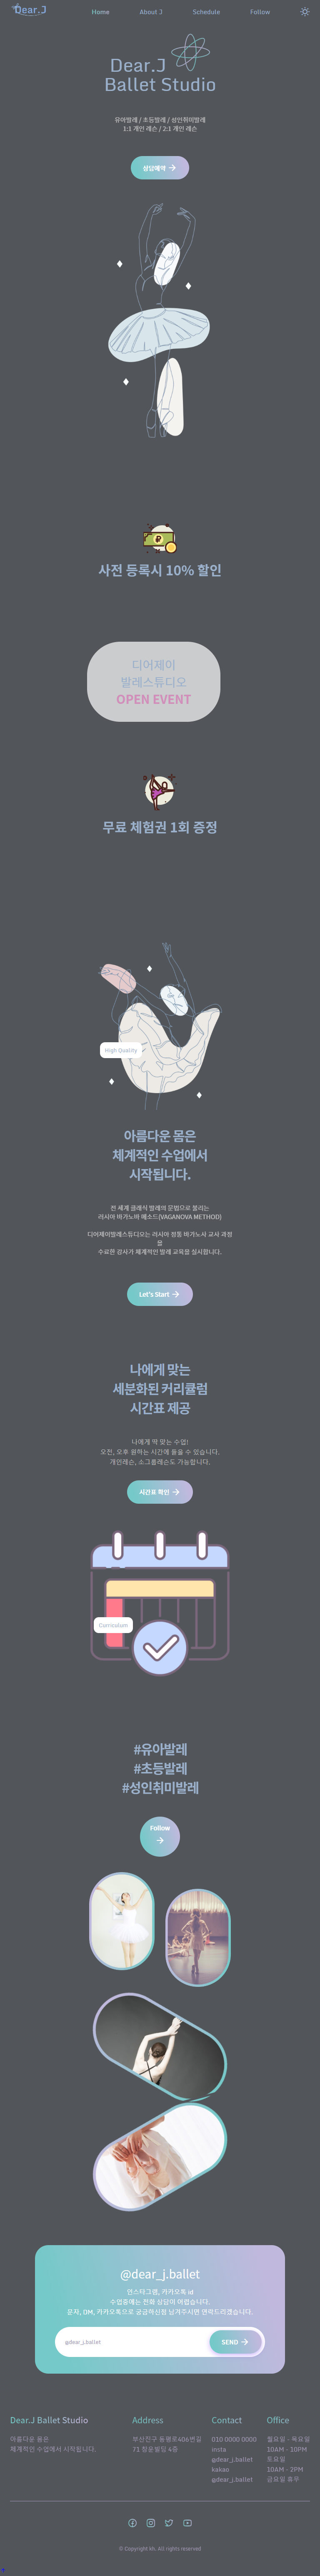 Dear.J
Home
About J
Schedule
Follow
Dear.J
Ballet Studio
유아발레 / 초등발레 / 성인취미발레
1:1 개인 레슨 / 2:1 개인 레슨
상담예약
사전 등록시 10% 할인
디어제이
발레스튜디오
OPEN EVENT
무료 체험권 1회 증정
High Quality
아름다운 몸은
체계적인 수업에서
시작됩니다.
전 세계 클래식 발레의 문법으로 불리는
러시아 바가노바 메소드(VAGANOVA METHOD)
디어제이발레스튜디오는 러시아 정통 바가노사 교사 과정
을
수료한 강사가 체계적인 발레 교육을 실시합니다.
Let's Start
나에게 맞는
세분화된 커리큘럼
시간표 제공
나에게 딱 맞는 수업!
오전, 오후 원하는 시간에 들을 수 있습니다.
개인레슨, 소그룹레슨도 가능합니다.
시간표 확인
Curriculum
#유아발레
#초등발레
#성인취미발레
Follow
@dear_j.ballet
인스타그램, 카카오톡 id
수업중에는 전화 상담이 어렵습니다.
문자, DM, 카카오톡으로 궁금하신점 남겨주시면 연락드리겠습니다.
@dear_j.ballet
SEND
Dear.J Ballet Studio
아름다운 몸은
체계적인 수업에서 시작됩니다.
Address
부산진구 동평로406번길
Contact
010 0000 0000
insta
@dear_j.ballet
kakao
@dear_j.ballet
Office
월요일 - 목요일
10AM - 10PM
토요일
10AM - 2PM
금요일 휴무